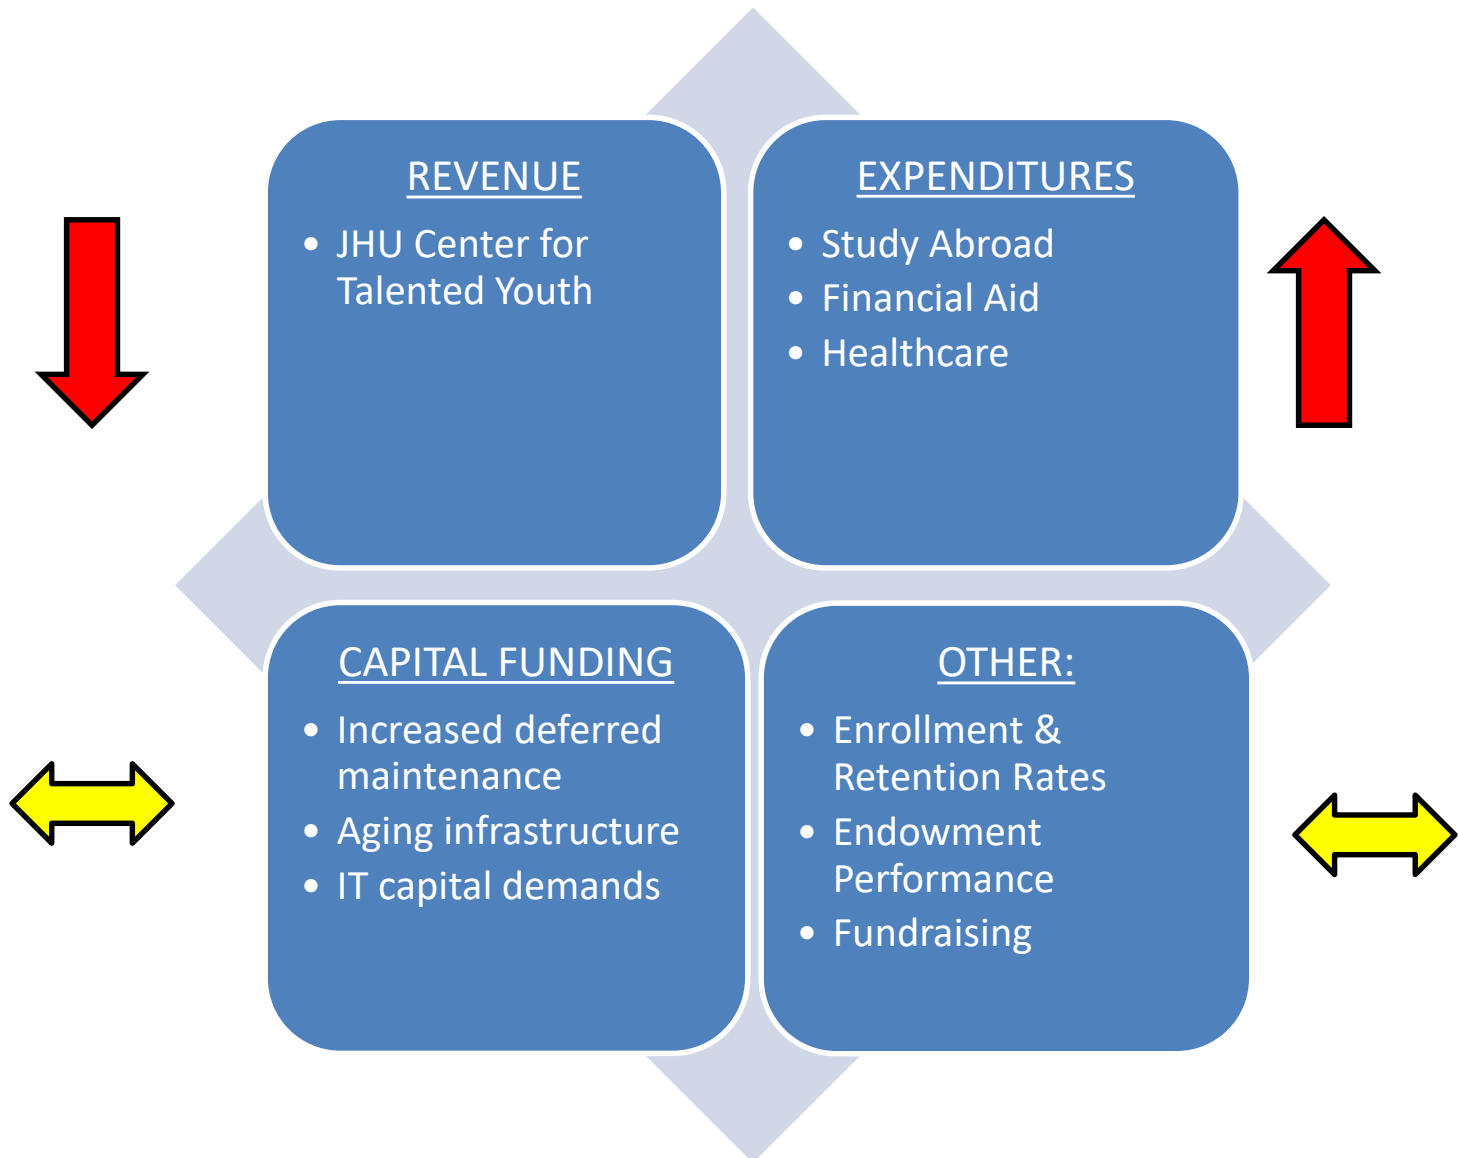 REVENUE
• JHU Center for
Talented Youth
EXPENDITURES
• Study Abroad
• Financial Aid
• Healthcare
CAPITAL FUNDING
• Increased deferred
maintenance
• Aging infrastructure
• IT capital demands
OTHER:
• Enrollment &
Retention Rates
• Endowment
Performance
• Fundraising